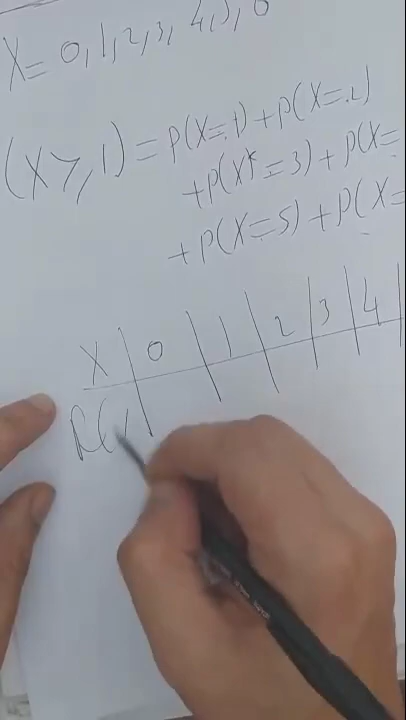 X = 0, 1, 2, 3, 4, 5, 6
(X ≥ 1) = P(X=1) + P(X=2)
+ P(X=3) + P(X=
+ P(X=5) + P(X=
X | 0 | 1 | 2 | 3 | 4 |
P(